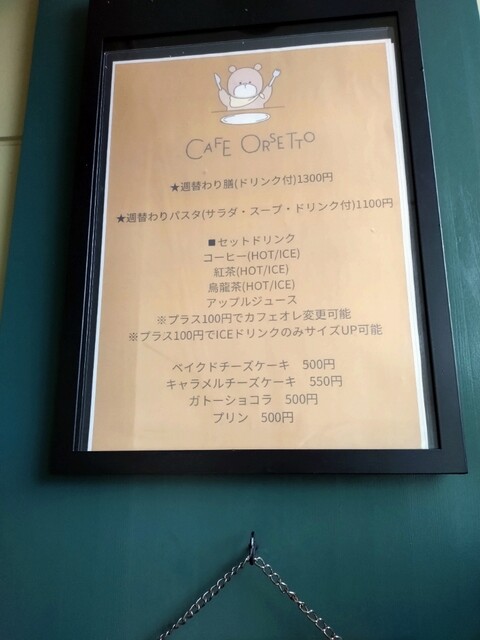 CAFE ORSETTO
★週替わり膳(ドリンク付)1300円
★週替わりパスタ(サラダ・スープ・ドリンク付)1100円
■セットドリンク
コーヒー(HOT/ICE)
紅茶(HOT/ICE)
烏龍茶(HOT/ICE)
アップルジュース
※プラス100円でカフェオレ変更可能
※プラス100円でICEドリンクのみサイズUP可能
ベイクドチーズケーキ 500円
キャラメルチーズケーキ 550円
ガトーショコラ 500円
プリン 500円